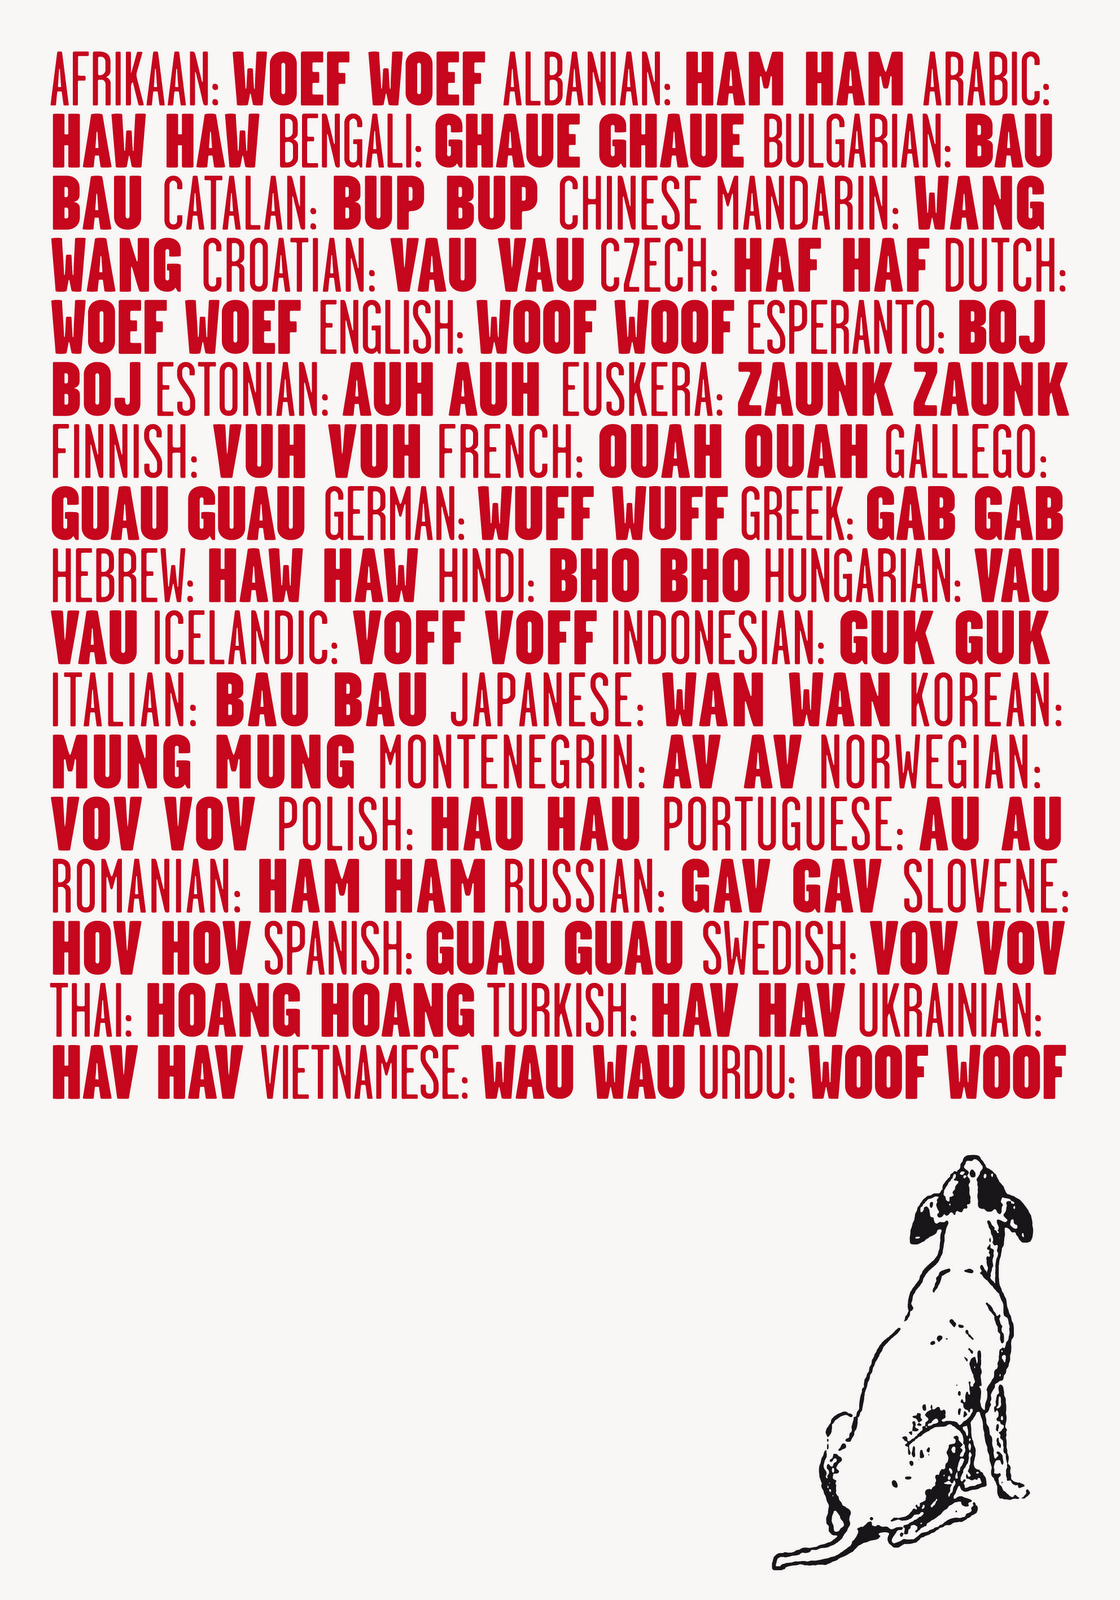 AFRIKAAN: WOEF WOEF ALBANIAN: HAM HAM ARABIC:
HAW HAW BENGALI: GHAUE GHAUE BULGARIAN: BAU
BAU CATALAN: BUP BUP CHINESE MANDARIN: WANG
WANG CROATIAN: VAU VAU CZECH: HAF HAF DUTCH:
WOEF WOEF ENGLISH: WOOF WOOF ESPERANTO: BOJ
BOJ ESTONIAN: AUH AUH EUSKERA: ZAUNK ZAUNK
FINNISH: VUH VUH FRENCH: OUAH OUAH GALLEGO:
GUAU GUAU GERMAN: WUFF WUFF GREEK: GAB GAB
HEBREW: HAW HAW HINDI: BHO BHO HUNGARIAN: VAU
VAU ICELANDIC: VOFF VOFF INDONESIAN: GUK GUK
ITALIAN: BAU BAU JAPANESE: WAN WAN KOREAN:
MUNG MUNG MONTENEGRIN: AV AV NORWEGIAN:
VOV VOV POLISH: HAU HAU PORTUGUESE: AU AU
ROMANIAN: HAM HAM RUSSIAN: GAV GAV SLOVENE:
HOV HOV SPANISH: GUAU GUAU SWEDISH: VOV VOV
THAI: HOANG HOANG TURKISH: HAV HAV UKRAINIAN:
HAV HAV VIETNAMESE: WAU WAU URDU: WOOF WOOF